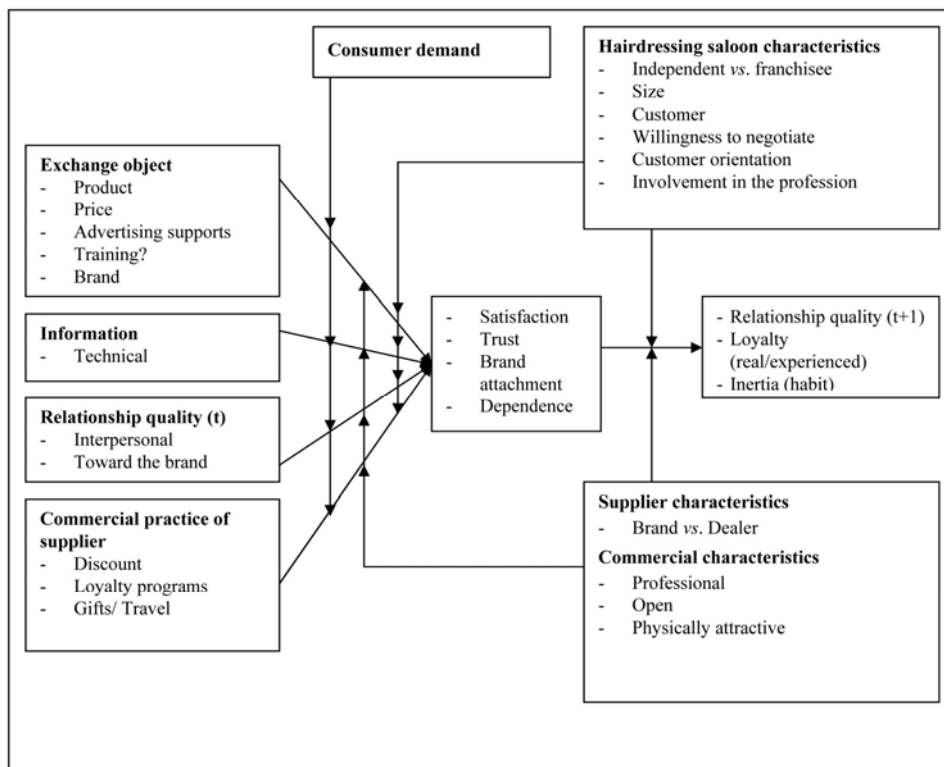 Consumer demand
Hairdressing saloon characteristics
- Independent vs. franchisee
- Size
- Customer
- Willingness to negotiate
- Customer orientation
- Involvement in the profession
Exchange object
- Product
- Price
- Advertising supports
- Training?
- Brand
Information
- Technical
Relationship quality (t)
- Interpersonal
- Toward the brand
Commercial practice of
supplier
- Discount
- Loyalty programs
- Gifts/ Travel
- Satisfaction
- Trust
- Brand
attachment
- Dependence
- Relationship quality (t+1)
- Loyalty
(real/experienced)
- Inertia (habit)
Supplier characteristics
- Brand vs. Dealer
Commercial characteristics
- Professional
- Open
- Physically attractive